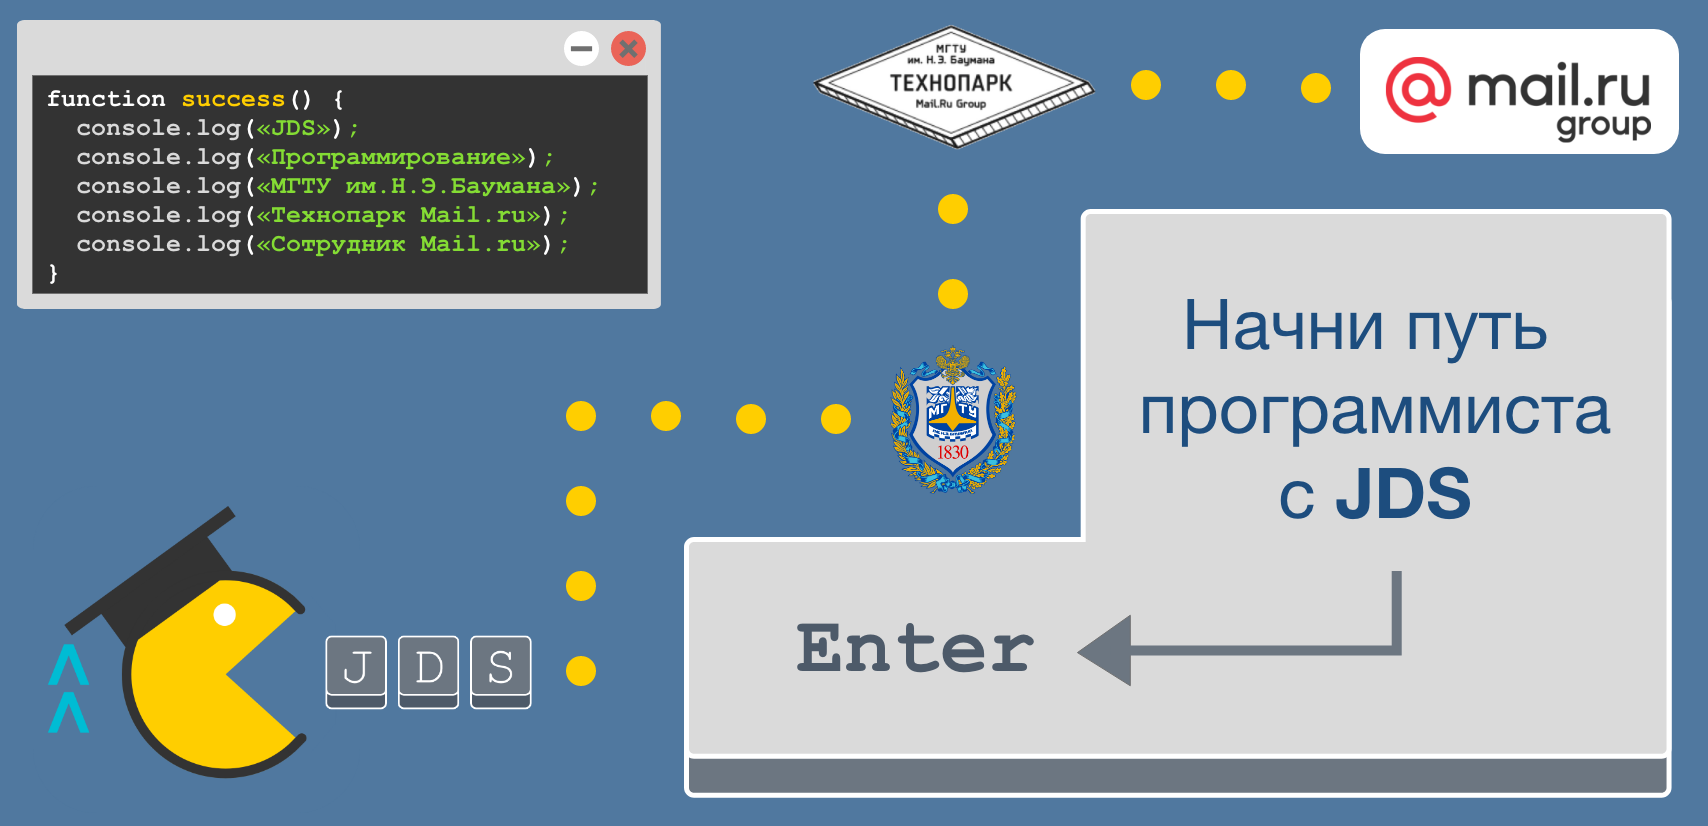 function success() {
console.log(«JDS»);
console.log(«Программирование»);
console.log(«МГТУ им.Н.Э.Баумана»);
console.log(«Технопарк Mail.ru»);
console.log(«Сотрудник Mail.ru»);
}
МГТУ
им. Н.Э. Баумана
ТЕХНОПАРК
Mail.Ru Group
@mail.ru
group
МГТУ
1830
Начни путь
программиста
с JDS
Enter
J D S